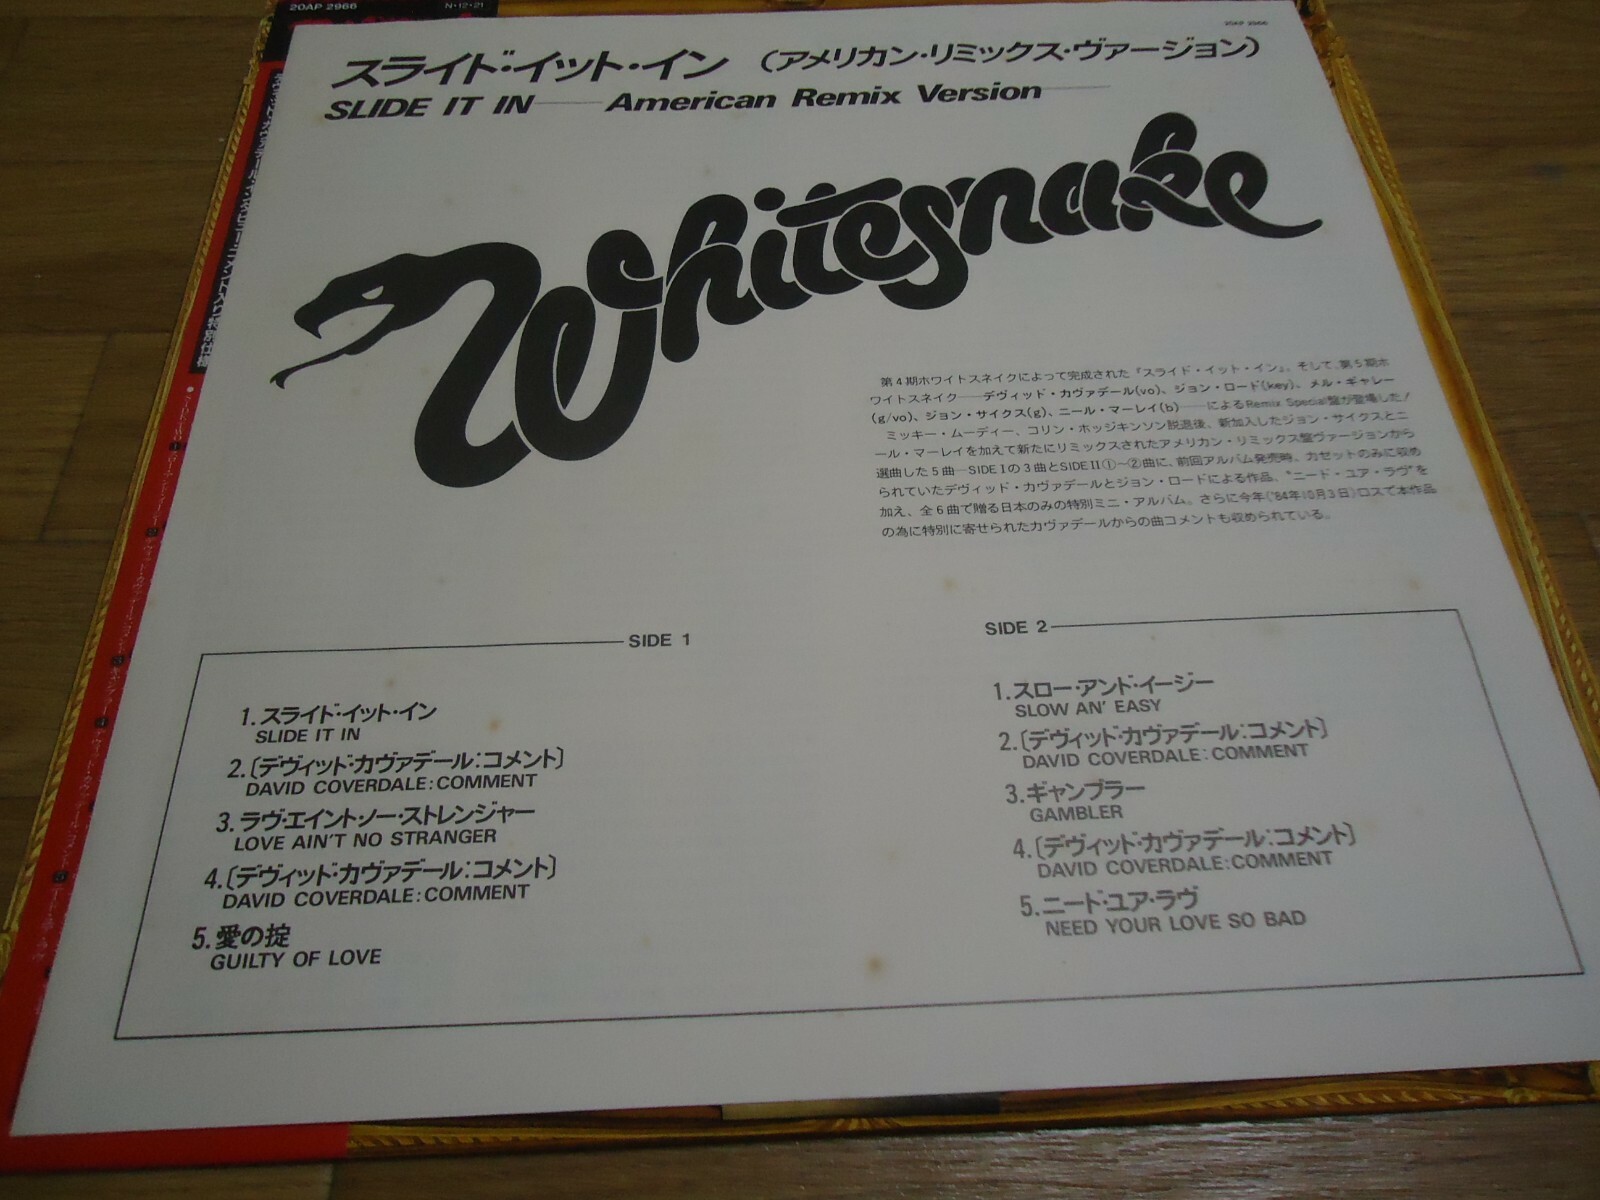 20AP 2966
N・12・21
20AP 2966
スライド・イット・イン（アメリカン・リミックス・ヴァージョン）
SLIDE IT IN——American Remix Version——
Whitesnake
第4期ホワイトスネイクによって完成された『スライド・イット・イン』。そして、第5期ホ
ワイトスネイク——デヴィッド・カヴァデール(vo)、ジョン・ロード(key)、メル・ギャレー
(g/vo)、ジョン・サイクス(g)、ニール・マーレイ(b)——によるRemix Special盤が登場した！
ミッキー・ムーディー、コリン・ホッジキンソン脱退後、新加入したジョン・サイクスとニ
ール・マーレイを加えて新たにリミックスされたアメリカン・リミックス盤ヴァージョンから
選曲した5曲—SIDE Iの3曲とSIDE II①〜②曲に、前回アルバム発売時、カセットのみに収め
られていたデヴィッド・カヴァデールとジョン・ロードによる作品、“ニード・ユア・ラヴ”を
加え、全6曲で贈る日本のみの特別ミニ・アルバム。さらに今年('84年10月3日)ロスで本作品
の為に特別に寄せられたカヴァデールからの曲コメントも収められている。
SIDE 1
1.スライド・イット・イン
SLIDE IT IN
2.〔デヴィッド・カヴァデール：コメント〕
DAVID COVERDALE：COMMENT
3.ラヴ・エイント・ノー・ストレンジャー
LOVE AIN'T NO STRANGER
4.〔デヴィッド・カヴァデール：コメント〕
DAVID COVERDALE：COMMENT
5.愛の掟
GUILTY OF LOVE
SIDE 2
1.スロー・アンド・イージー
SLOW AN' EASY
2.〔デヴィッド・カヴァデール：コメント〕
DAVID COVERDALE：COMMENT
3.ギャンブラー
GAMBLER
4.〔デヴィッド・カヴァデール：コメント〕
DAVID COVERDALE：COMMENT
5.ニード・ユア・ラヴ
NEED YOUR LOVE SO BAD